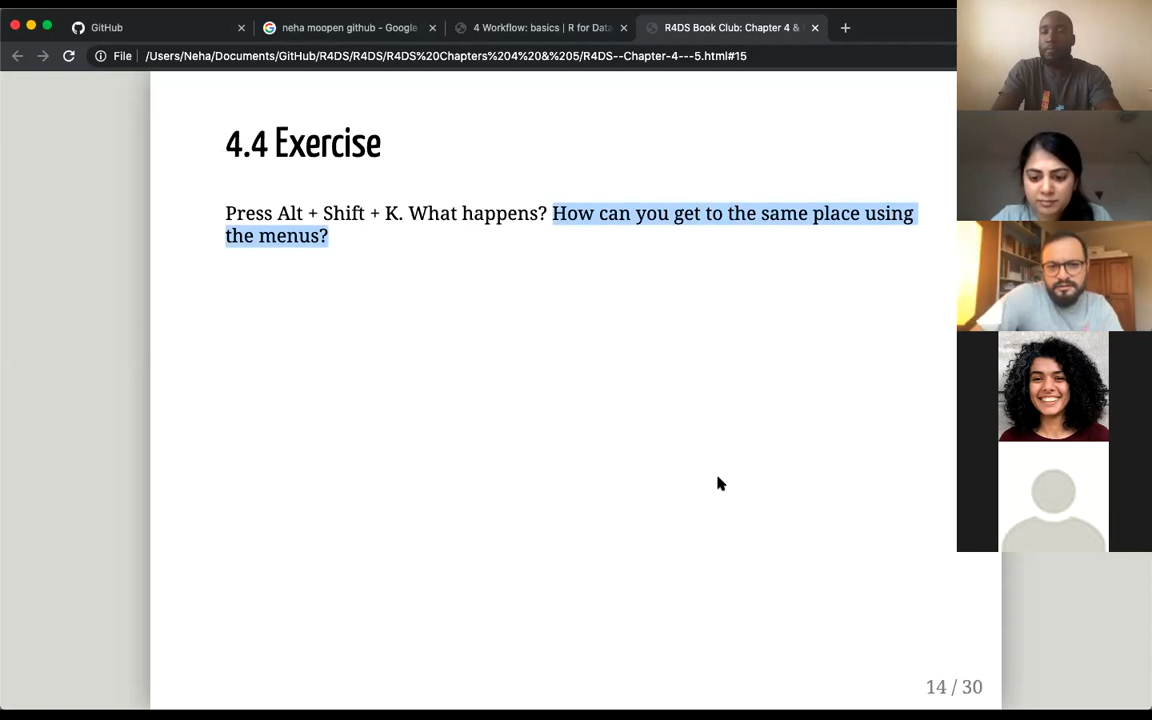 GitHub
neha moopen github - Google
4 Workflow: basics | R for Data
R4DS Book Club: Chapter 4 &
File
/Users/Neha/Documents/GitHub/R4DS/R4DS/R4DS%20Chapters%204%20&%205/R4DS--Chapter-4---5.html#15
4.4 Exercise
Press Alt + Shift + K. What happens? How can you get to the same place using
the menus?
14 / 30